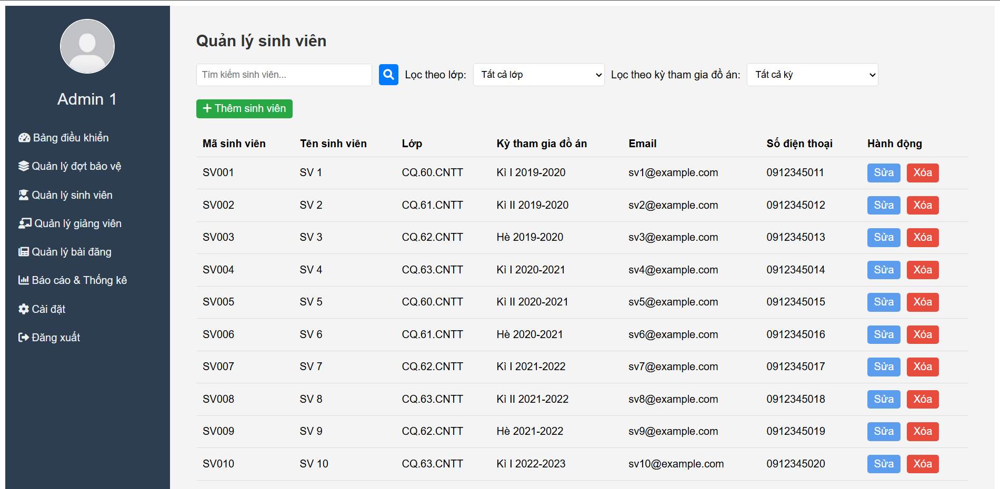 Admin 1
Bảng điều khiển
Quản lý đợt bảo vệ
Quản lý sinh viên
Quản lý giảng viên
Quản lý bài đăng
Báo cáo & Thống kê
Cài đặt
Đăng xuất
Quản lý sinh viên
Tìm kiếm sinh viên... Lọc theo lớp: Tất cả lớp Lọc theo kỳ tham gia đồ án: Tất cả kỳ
Thêm sinh viên
Mã sinh viên Tên sinh viên Lớp Kỳ tham gia đồ án Email Số điện thoại Hành động
SV001 SV 1 CQ.60.CNTT Kì I 2019-2020 sv1@example.com 0912345011 Sửa Xóa
SV002 SV 2 CQ.61.CNTT Kì II 2019-2020 sv2@example.com 0912345012 Sửa Xóa
SV003 SV 3 CQ.62.CNTT Hè 2019-2020 sv3@example.com 0912345013 Sửa Xóa
SV004 SV 4 CQ.63.CNTT Kì I 2020-2021 sv4@example.com 0912345014 Sửa Xóa
SV005 SV 5 CQ.60.CNTT Kì II 2020-2021 sv5@example.com 0912345015 Sửa Xóa
SV006 SV 6 CQ.61.CNTT Hè 2020-2021 sv6@example.com 0912345016 Sửa Xóa
SV007 SV 7 CQ.62.CNTT Kì I 2021-2022 sv7@example.com 0912345017 Sửa Xóa
SV008 SV 8 CQ.63.CNTT Kì II 2021-2022 sv8@example.com 0912345018 Sửa Xóa
SV009 SV 9 CQ.62.CNTT Hè 2021-2022 sv9@example.com 0912345019 Sửa Xóa
SV010 SV 10 CQ.63.CNTT Kì I 2022-2023 sv10@example.com 0912345020 Sửa Xóa